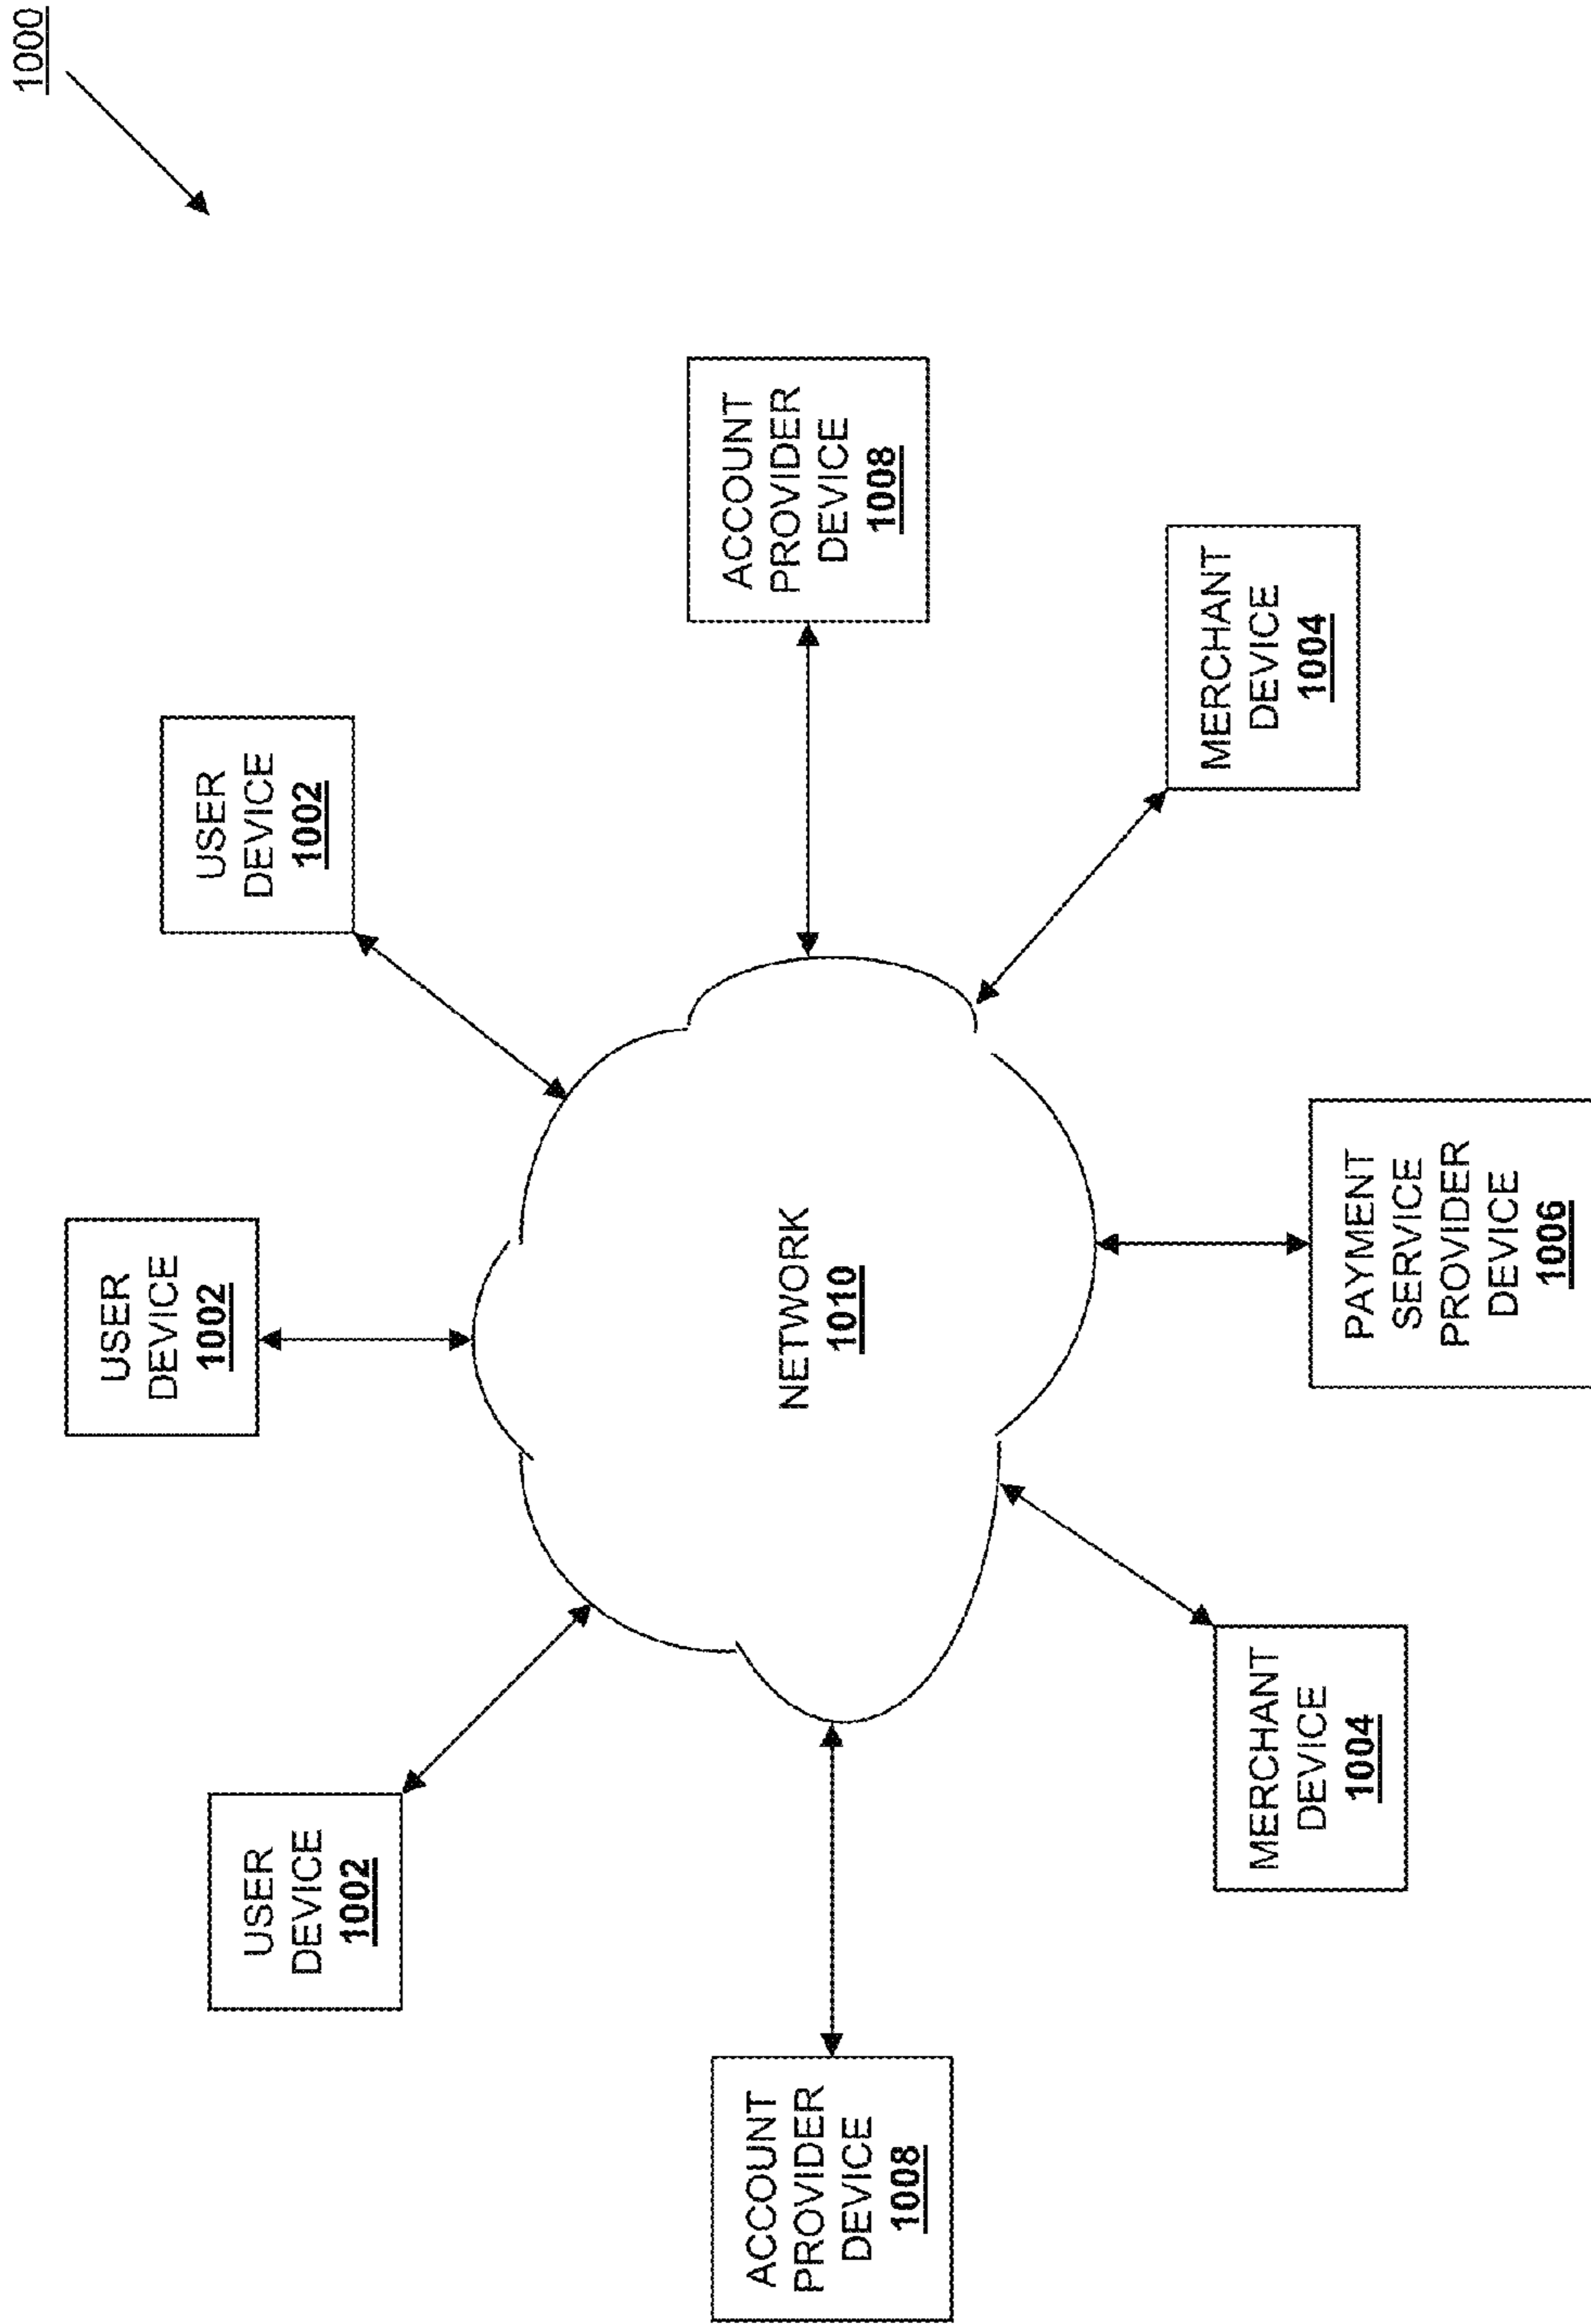 1000
USER
DEVICE
1002
USER
DEVICE
1002
USER
DEVICE
1002
ACCOUNT
PROVIDER
DEVICE
1008
NETWORK
1010
ACCOUNT
PROVIDER
DEVICE
1008
MERCHANT
DEVICE
1004
PAYMENT
SERVICE
PROVIDER
DEVICE
1006
MERCHANT
DEVICE
1004